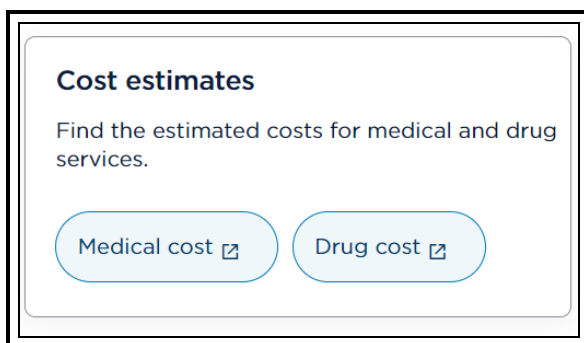 Cost estimates
Find the estimated costs for medical and drug
services.
Medical cost
Drug cost